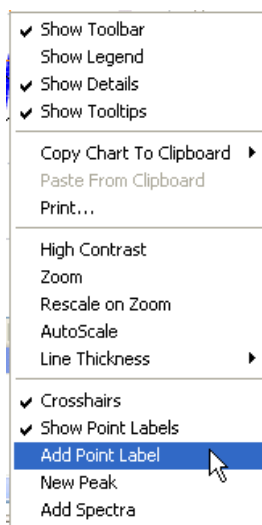 Show Toolbar
Show Legend
Show Details
Show Tooltips
Copy Chart To Clipboard
Paste From Clipboard
Print...
High Contrast
Zoom
Rescale on Zoom
AutoScale
Line Thickness
Crosshairs
Show Point Labels
Add Point Label
New Peak
Add Spectra